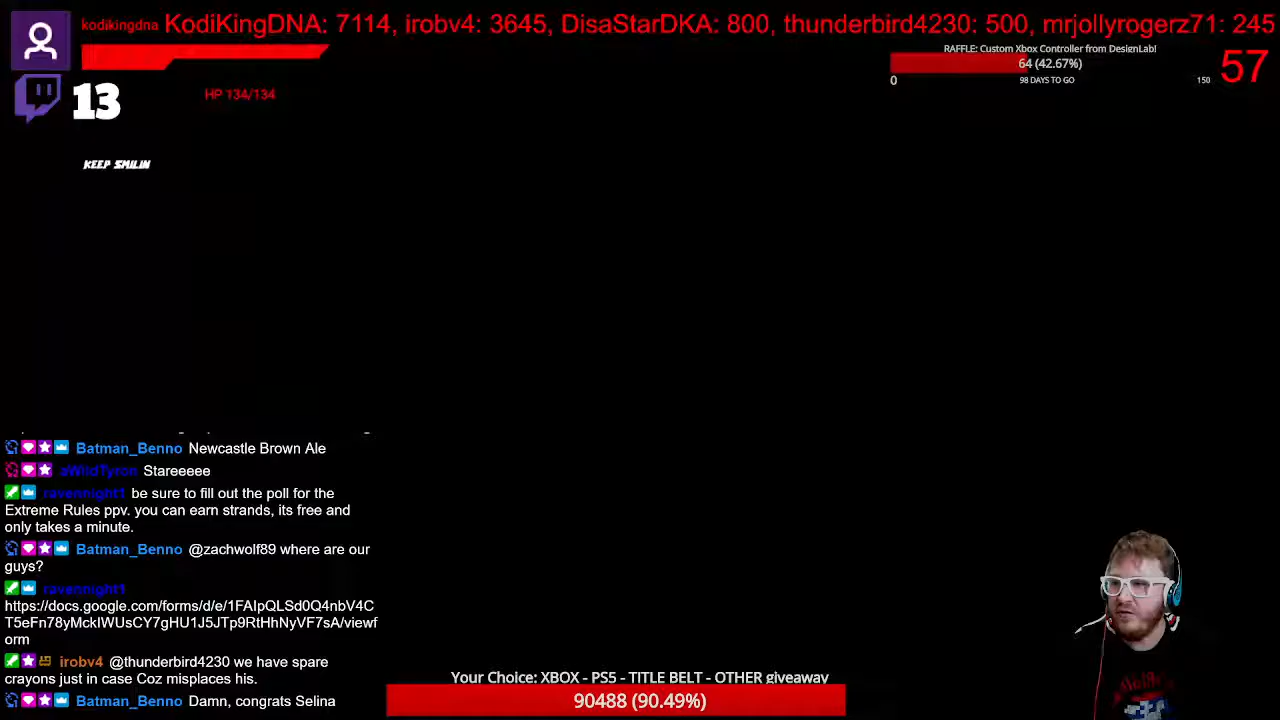 kodikingdna KodiKingDNA: 7114, irobv4: 3645, DisaStarDKA: 800, thunderbird4230: 500, mrjollyrogerz71: 245
RAFFLE: Custom Xbox Controller from DesignLab!
64 (42.67%)
57
0
98 DAYS TO GO
150
13
HP 134/134
KEEP SMILIN
Batman_Benno Newcastle Brown Ale
aWildTyron Stareeeee
ravennight1 be sure to fill out the poll for the
Extreme Rules ppv. you can earn strands, its free and
only takes a minute.
Batman_Benno @zachwolf89 where are our
guys?
ravennight1
https://docs.google.com/forms/d/e/1FAIpQLSd0Q4nbV4C
T5eFn78yMckIWUsCY7gHU1J5JTp9RtHhNyVF7sA/viewf
orm
irobv4 @thunderbird4230 we have spare
crayons just in case Coz misplaces his.
Batman_Benno Damn, congrats Selina
Your Choice: XBOX - PS5 - TITLE BELT - OTHER giveaway
90488 (90.49%)